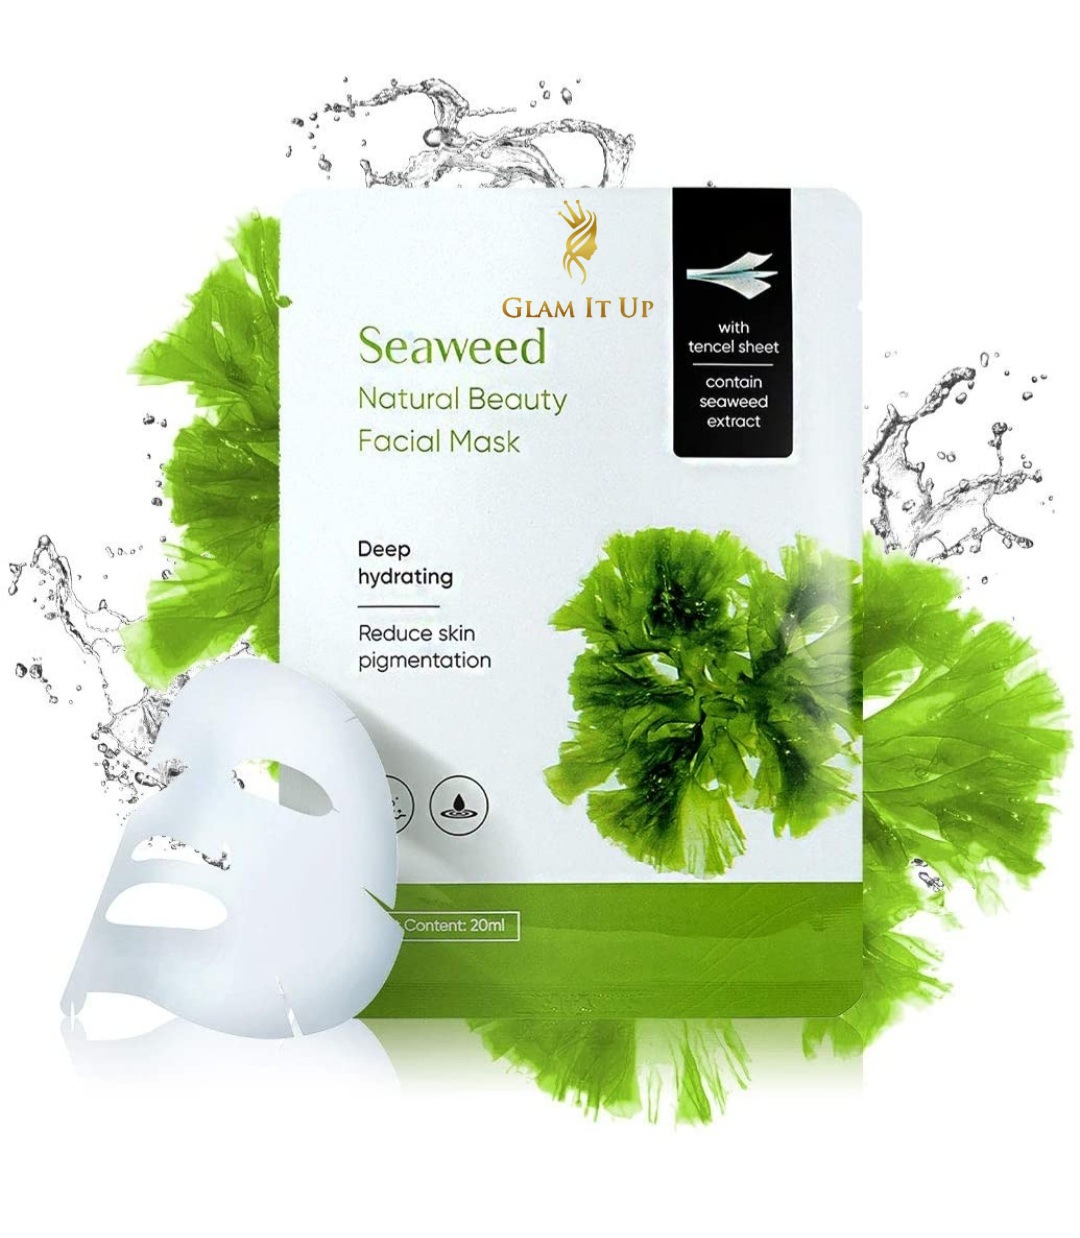 GLAM IT UP
Seaweed
Natural Beauty
Facial Mask
with
tencel sheet
contain
seaweed
extract
Deep
hydrating
Reduce skin
pigmentation
Content: 20ml